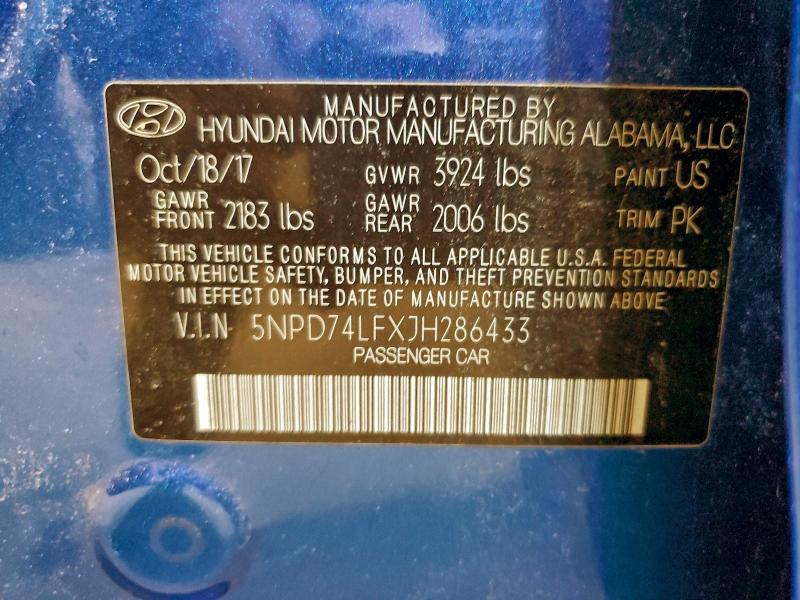 MANUFACTURED BY
HYUNDAI MOTOR MANUFACTURING ALABAMA, LLC
Oct/18/17 GVWR 3924 lbs PAINT US
GAWR FRONT 2183 lbs GAWR REAR 2006 lbs TRIM PK
THIS VEHICLE CONFORMS TO ALL APPLICABLE U.S.A. FEDERAL
MOTOR VEHICLE SAFETY, BUMPER, AND THEFT PREVENTION STANDARDS
IN EFFECT ON THE DATE OF MANUFACTURE SHOWN ABOVE
V.I.N 5NPD74LFXJH286433
PASSENGER CAR